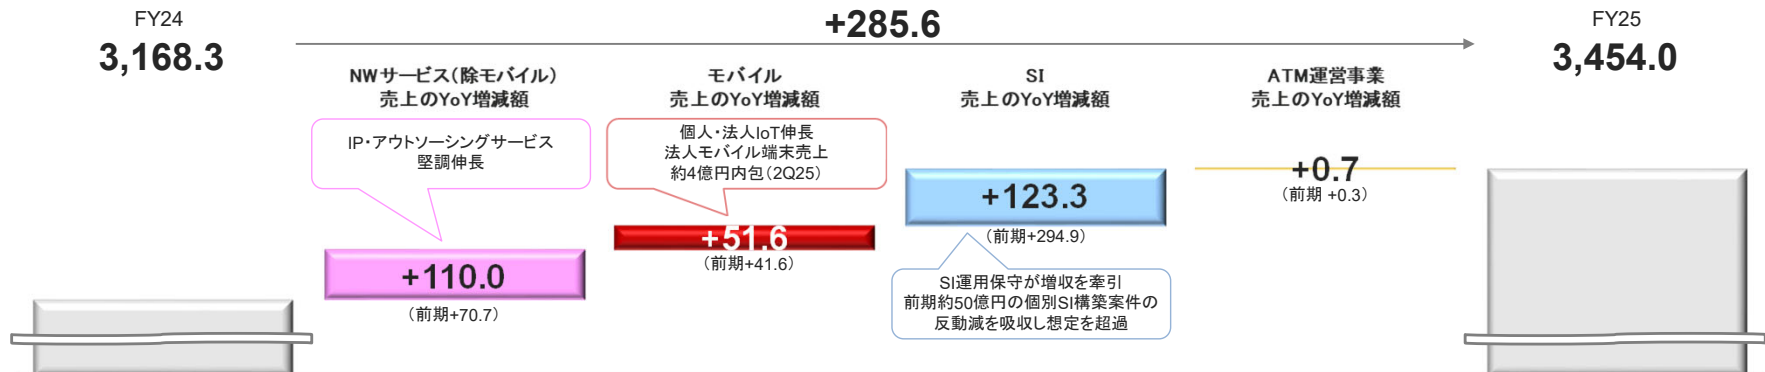 FY24
3,168.3
+285.6
FY25
3,454.0
NWサービス(除モバイル)
売上のYoY増減額
IP・アウトソーシングサービス
堅調伸長
+110.0
(前期+70.7)
モバイル
売上のYoY増減額
個人・法人IoT伸長
法人モバイル端末売上
約4億円内包(2Q25)
+51.6
(前期+41.6)
SI
売上のYoY増減額
+123.3
(前期+294.9)
SI運用保守が増収を牽引
前期約50億円の個別SI構築案件の
反動減を吸収し想定を超過
ATM運営事業
売上のYoY増減額
+0.7
(前期 +0.3)